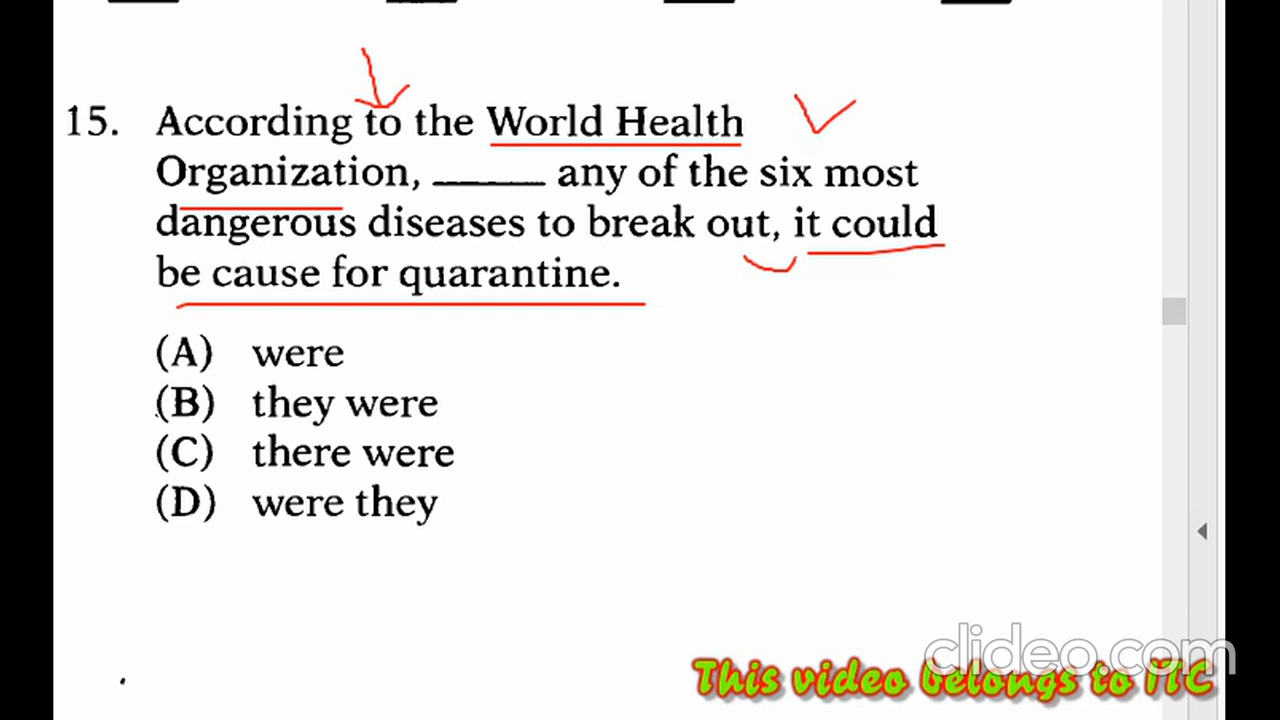 15. According to the World Health
Organization, ______ any of the six most
dangerous diseases to break out, it could
be cause for quarantine.
(A) were
(B) they were
(C) there were
(D) were they
clideo.com
This video belongs to ITC